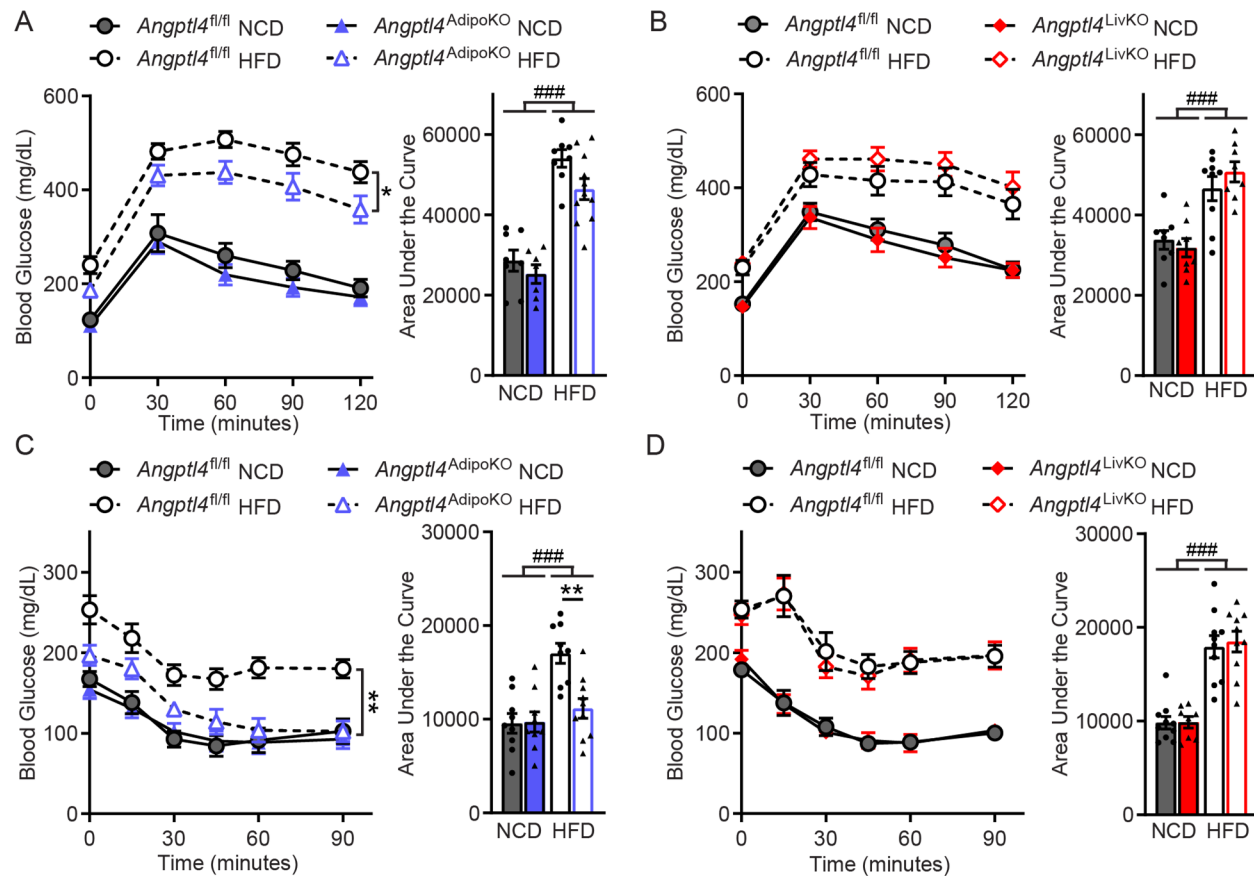 A
Angptl4fl/fl NCD
Angptl4AdipoKO NCD
Angptl4fl/fl HFD
Angptl4AdipoKO HFD
Blood Glucose (mg/dL)
600
400
200
0
0 30 60 90 120
Time (minutes)
*
Area Under the Curve
60000
40000
20000
0
###
NCD HFD
B
Angptl4fl/fl NCD
Angptl4LivKO NCD
Angptl4fl/fl HFD
Angptl4LivKO HFD
Blood Glucose (mg/dL)
600
400
200
0
0 30 60 90 120
Time (minutes)
Area Under the Curve
60000
40000
20000
0
###
NCD HFD
C
Angptl4fl/fl NCD
Angptl4AdipoKO NCD
Angptl4fl/fl HFD
Angptl4AdipoKO HFD
Blood Glucose (mg/dL)
300
200
100
0
0 30 60 90
Time (minutes)
**
Area Under the Curve
30000
20000
10000
0
###
**
NCD HFD
D
Angptl4fl/fl NCD
Angptl4LivKO NCD
Angptl4fl/fl HFD
Angptl4LivKO HFD
Blood Glucose (mg/dL)
300
200
100
0
0 30 60 90
Time (minutes)
Area Under the Curve
30000
20000
10000
0
###
NCD HFD